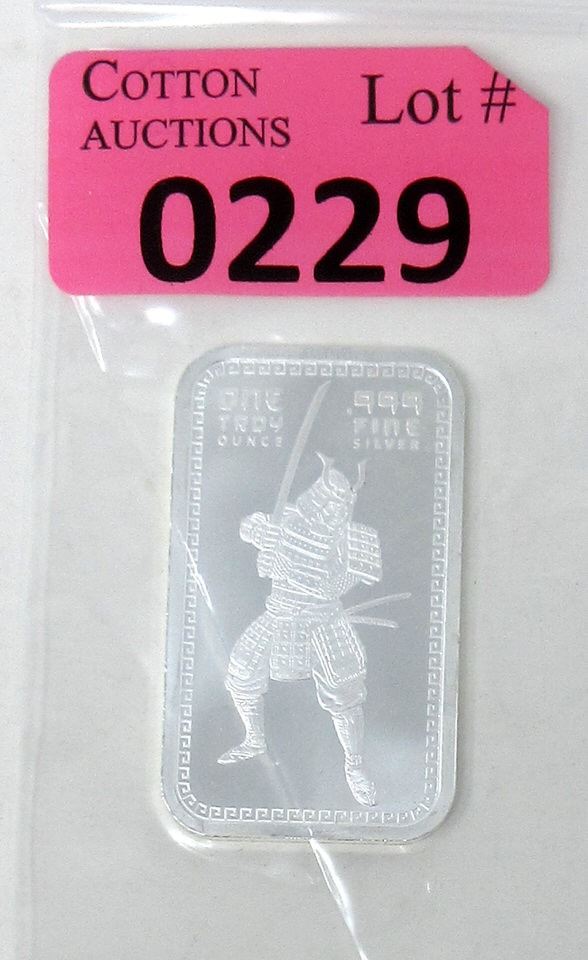 COTTON
AUCTIONS
Lot #
0229
ONE
TROY
OUNCE
.999
FINE
SILVER